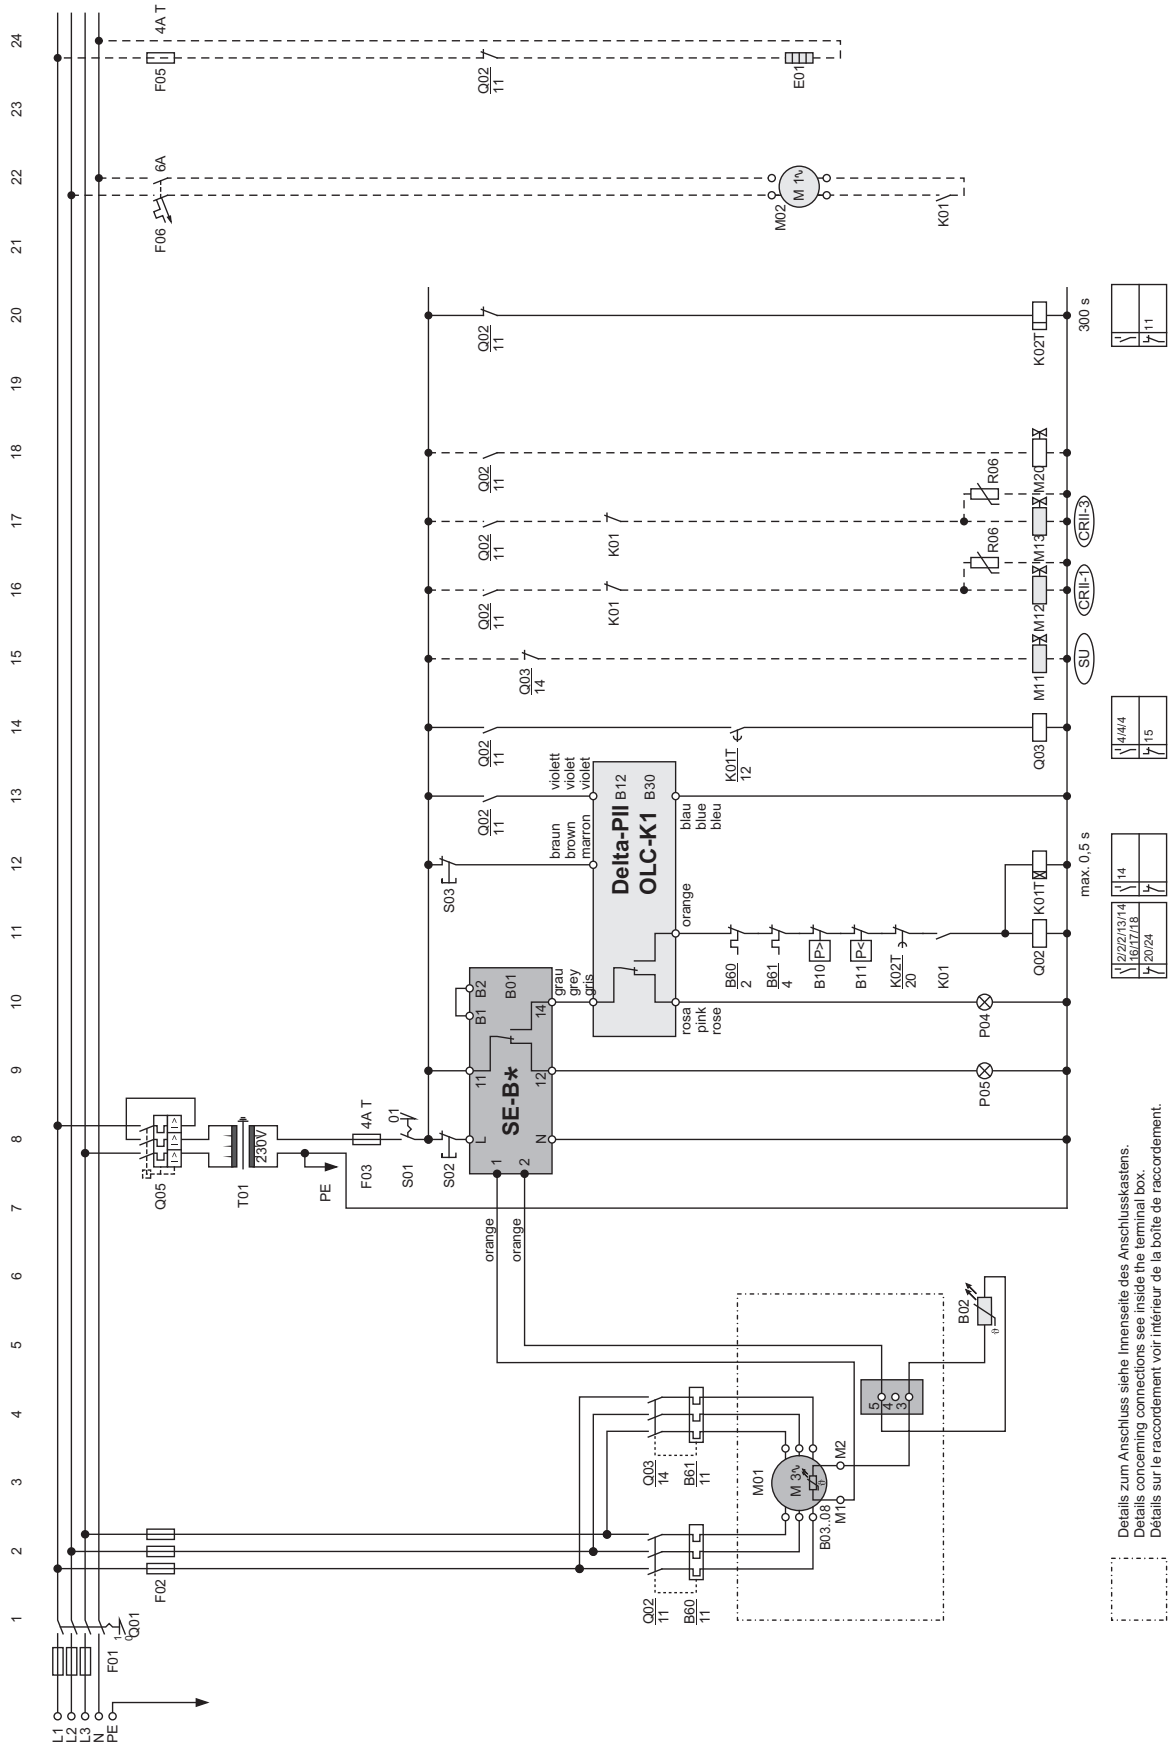 1 2 3 4 5 6 7 8 9 10 11 12 13 14 15 16 17 18 19 20 21 22 23 24
L1
L2
L3
N
PE
F01
1
0
Q01
F02
Q05
I> I> I>
T01
230V
PE
F03
4A T
S01
01
S02
F06
6A
F05
4A T
orange
orange
L
1
2
N
SE-B*
11
12
14
B1
B2
B01
grau
grey
gris
S03
braun
brown
marron
violett
violet
violet
Delta-PII
OLC-K1
B12
B30
rosa
pink
rose
orange
blau
blue
bleu
Q02
11
Q02
11
Q03
14
Q02
11
Q02
11
Q02
11
Q02
11
Q02
11
K01
K01
K01T
12
B60
2
B61
4
B10
P>
B11
P<
K02T
20
K01
Q02
11
B60
11
Q03
14
B61
11
M01
M 3~
ϑ
B03..08
M1
M2
5
4
3
B02
ϑ
P05
P04
Q02
K01T
max. 0,5 s
Q03
M11
SU
M12
R06
CRII-1
M13
R06
CRII-3
M20
K02T
300 s
M02
M 1~
K01
E01
2/2/2/13/14
16/17/18
20/24
14
4/4/4
15
11
Details zum Anschluss siehe Innenseite des Anschlusskastens.
Details concerning connections see inside the terminal box.
Détails sur le raccordement voir intérieur de la boîte de raccordement.